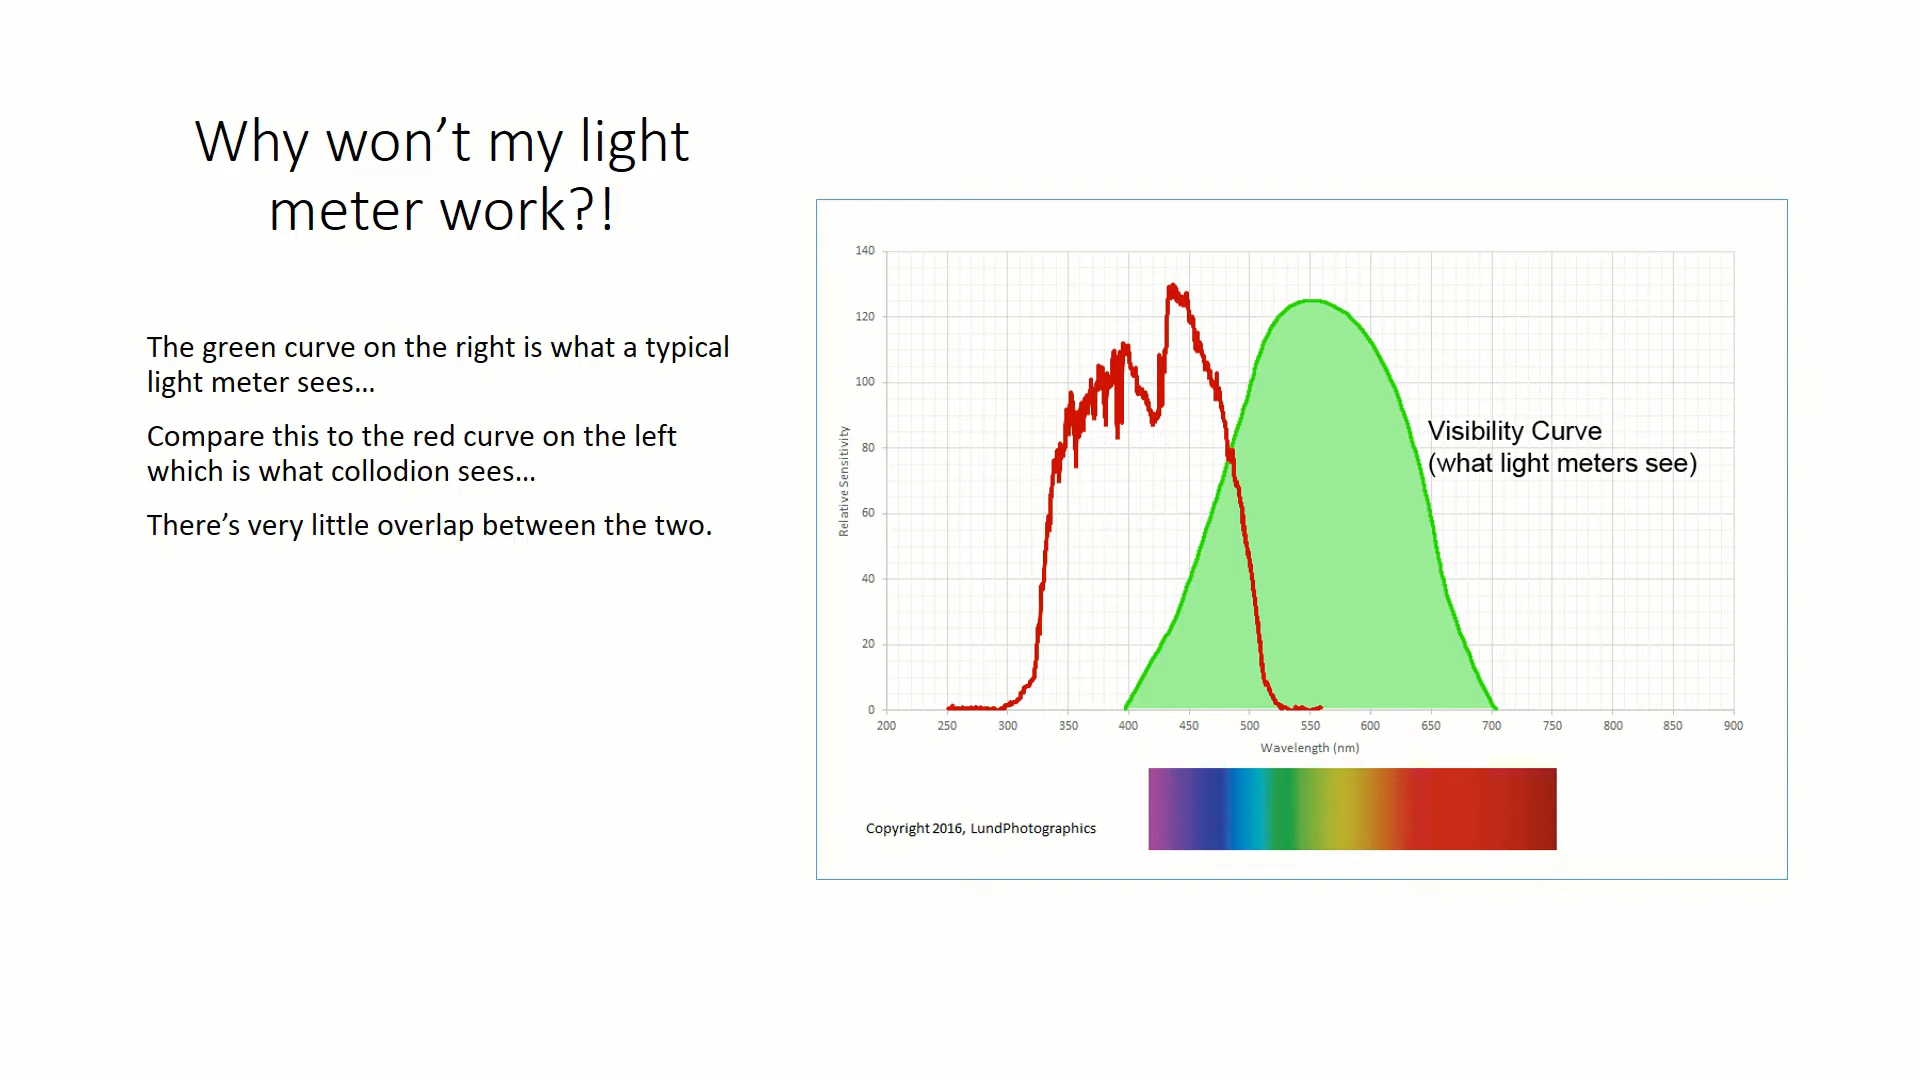 Why won’t my light
meter work?!
The green curve on the right is what a typical
light meter sees...
Compare this to the red curve on the left
which is what collodion sees...
There’s very little overlap between the two.
140
120
100
80
60
40
20
0
Relative Sensitivity
Visibility Curve
(what light meters see)
200 250 300 350 400 450 500 550 600 650 700 750 800 850 900
Wavelength (nm)
Copyright 2016, LundPhotographics